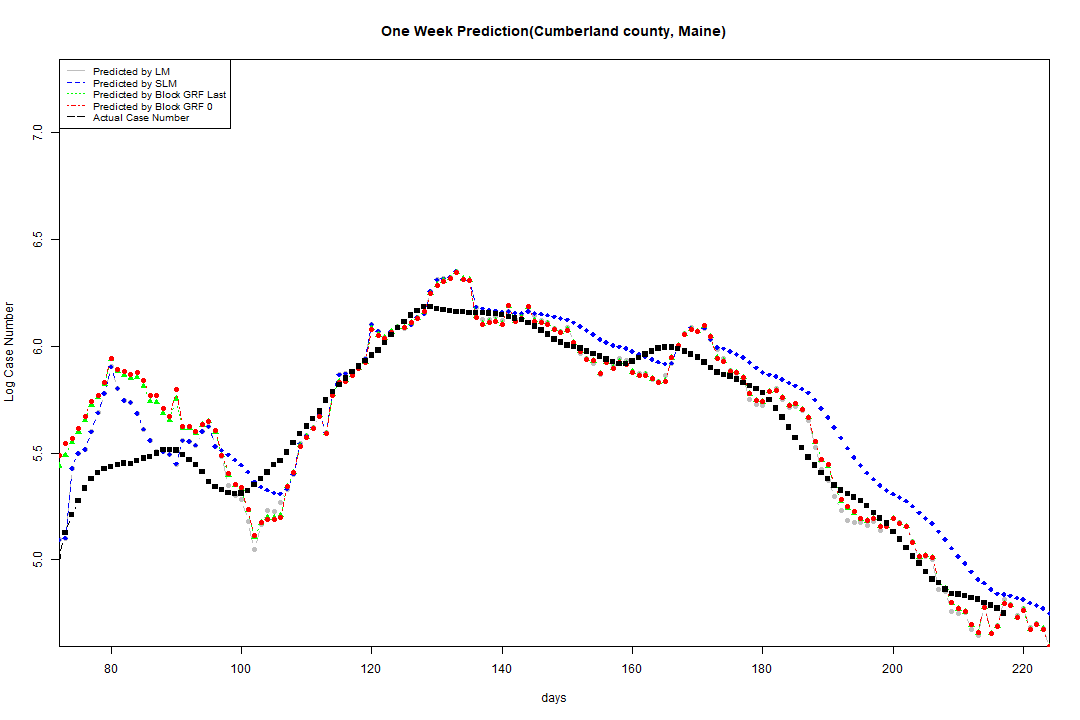 One Week Prediction(Cumberland county, Maine)
Predicted by LM
Predicted by SLM
Predicted by Block GRF Last
Predicted by Block GRF 0
Actual Case Number
Log Case Number
7.0
6.5
6.0
5.5
5.0
80 100 120 140 160 180 200 220
days